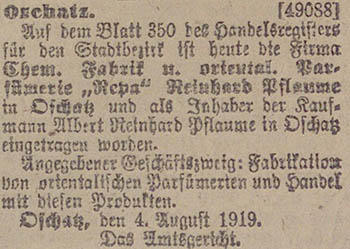 Oschatz. [49088]
Auf dem Blatt 350 des Handelsregisters
für den Stadtbezirk ist heute die Firma
Chem. Fabrik u. oriental. Par-
fümerie „Repa“ Reinhard Pflaume
in Oschatz und als Inhaber der Kauf-
mann Albert Reinhard Pflaume in Oschatz
eingetragen worden.
Angegebener Geschäftszweig: Fabrikation
von orientalischen Parfümerien und Handel
mit diesen Produkten.
Oschatz, den 4. August 1919.
Das Amtsgericht.